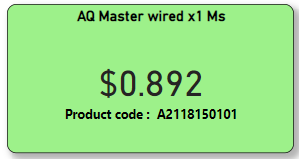 AQ Master wired x1 Ms
$0.892
Product code : A2118150101